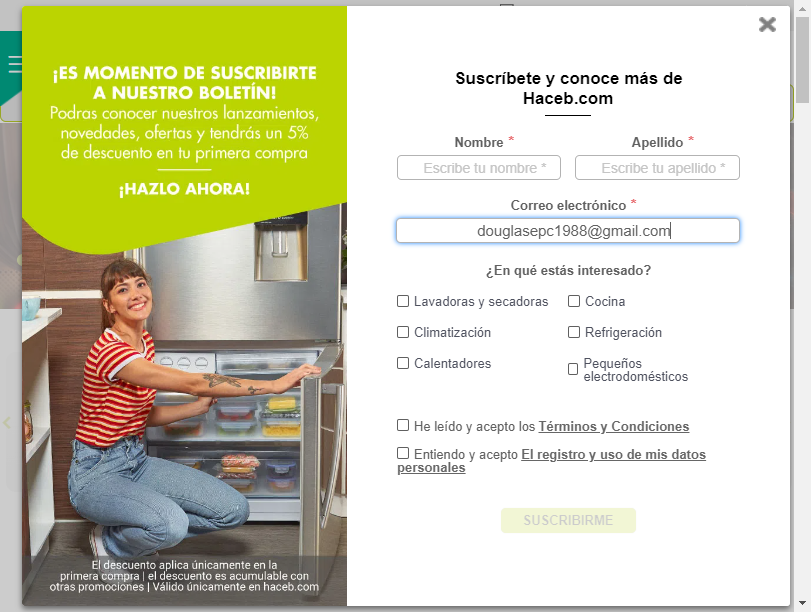 ¡ES MOMENTO DE SUSCRIBIRTE
A NUESTRO BOLETÍN!
Podras conocer nuestros lanzamientos,
novedades, ofertas y tendrás un 5%
de descuento en tu primera compra
¡HAZLO AHORA!
El descuento aplica únicamente en la
primera compra | el descuento es acumulable con
otras promociones | Válido únicamente en haceb.com
Suscríbete y conoce más de
Haceb.com
Nombre * Apellido *
Escribe tu nombre * Escribe tu apellido *
Correo electrónico *
douglasepc1988@gmail.com
¿En qué estás interesado?
Lavadoras y secadoras Cocina
Climatización Refrigeración
Calentadores Pequeños
electrodomésticos
He leído y acepto los Términos y Condiciones
Entiendo y acepto El registro y uso de mis datos
personales
SUSCRIBIRME